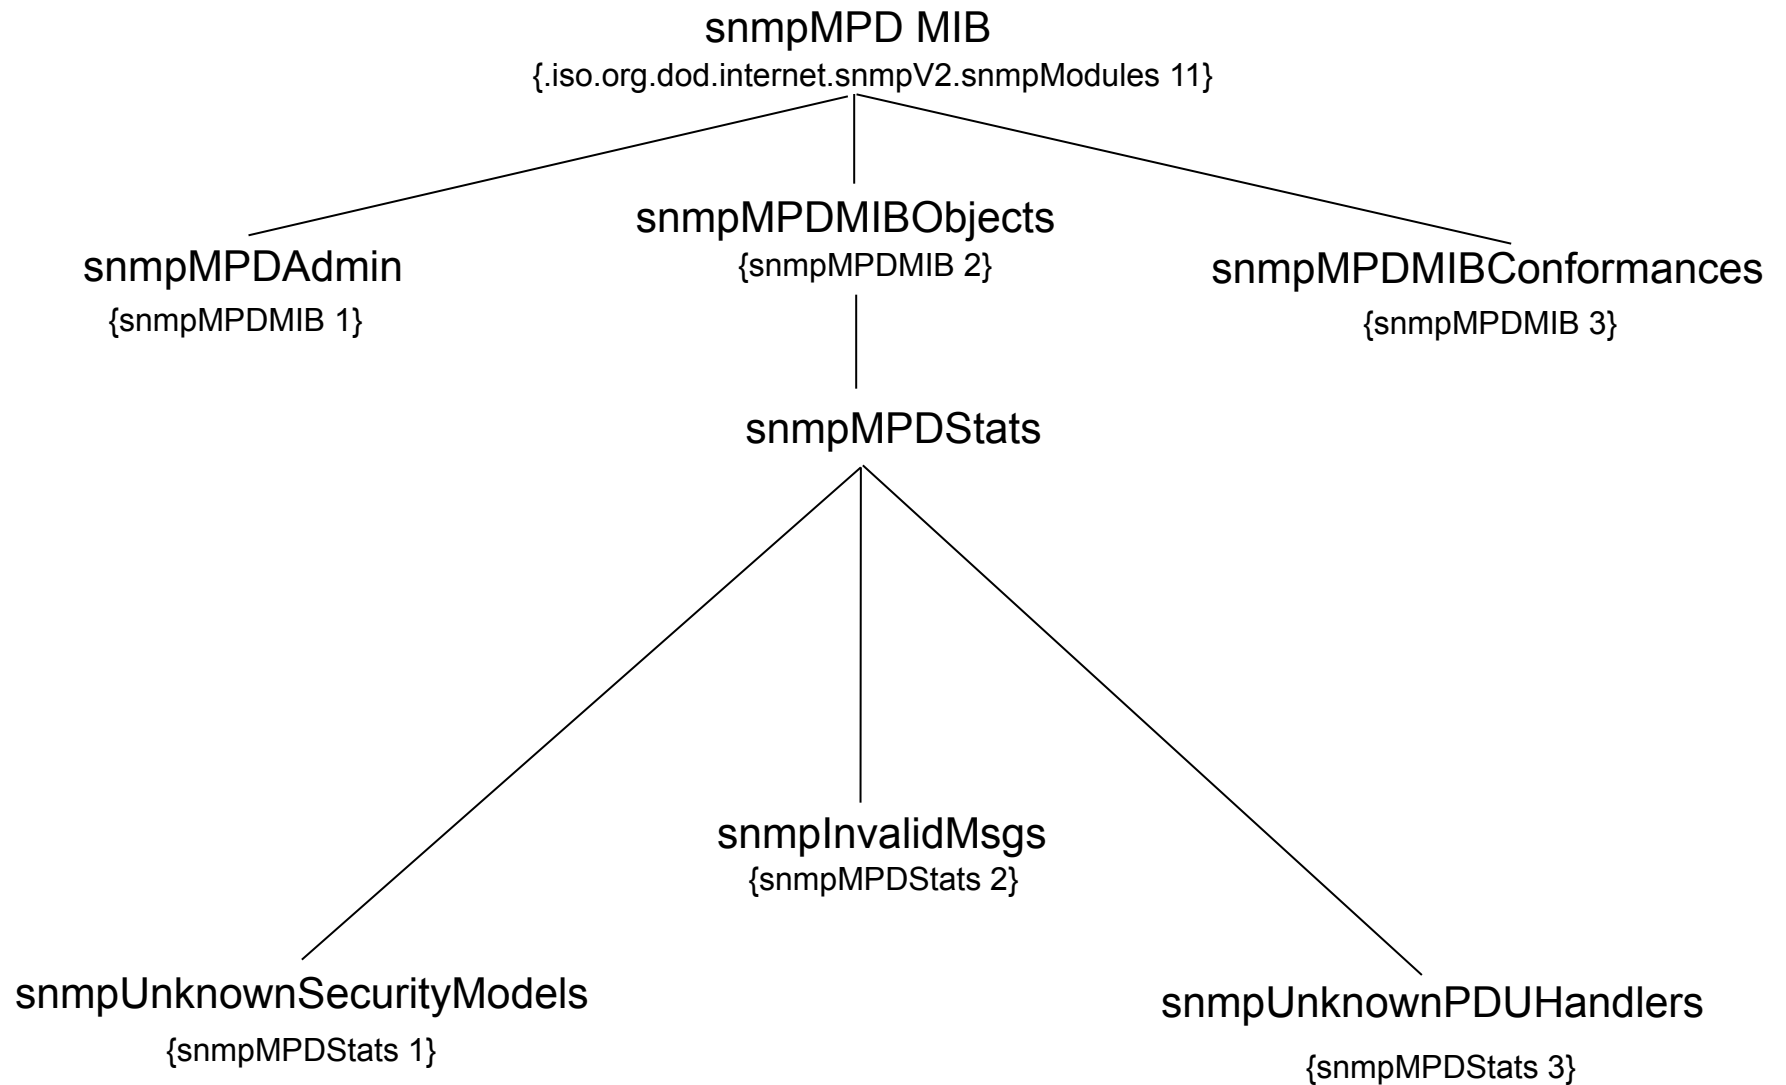 snmpMPD MIB
{.iso.org.dod.internet.snmpV2.snmpModules 11}
snmpMPDAdmin
{snmpMPDMIB 1}
snmpMPDMIBObjects
{snmpMPDMIB 2}
snmpMPDMIBConformances
{snmpMPDMIB 3}
snmpMPDStats
snmpUnknownSecurityModels
{snmpMPDStats 1}
snmpInvalidMsgs
{snmpMPDStats 2}
snmpUnknownPDUHandlers
{snmpMPDStats 3}